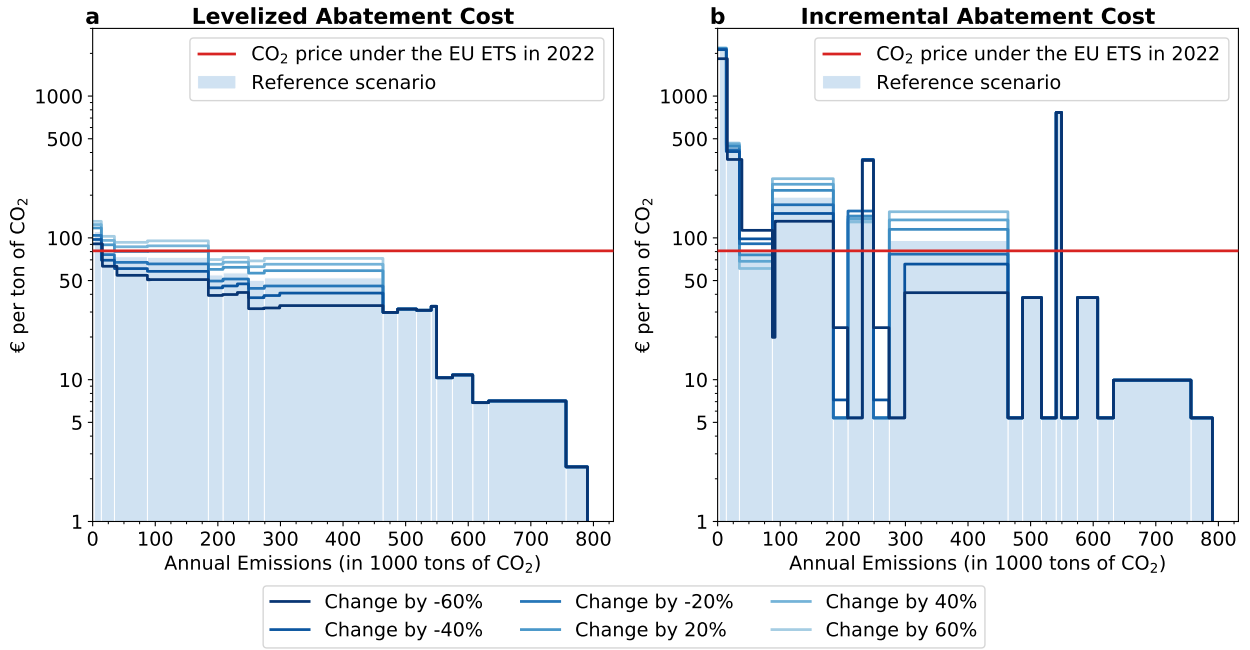 a
Levelized Abatement Cost
CO₂ price under the EU ETS in 2022
Reference scenario
1000
500
100
50
10
5
1
€ per ton of CO₂
0 100 200 300 400 500 600 700 800
Annual Emissions (in 1000 tons of CO₂)
b
Incremental Abatement Cost
CO₂ price under the EU ETS in 2022
Reference scenario
1000
500
100
50
10
5
1
€ per ton of CO₂
0 100 200 300 400 500 600 700 800
Annual Emissions (in 1000 tons of CO₂)
Change by -60% Change by -20% Change by 40%
Change by -40% Change by 20% Change by 60%